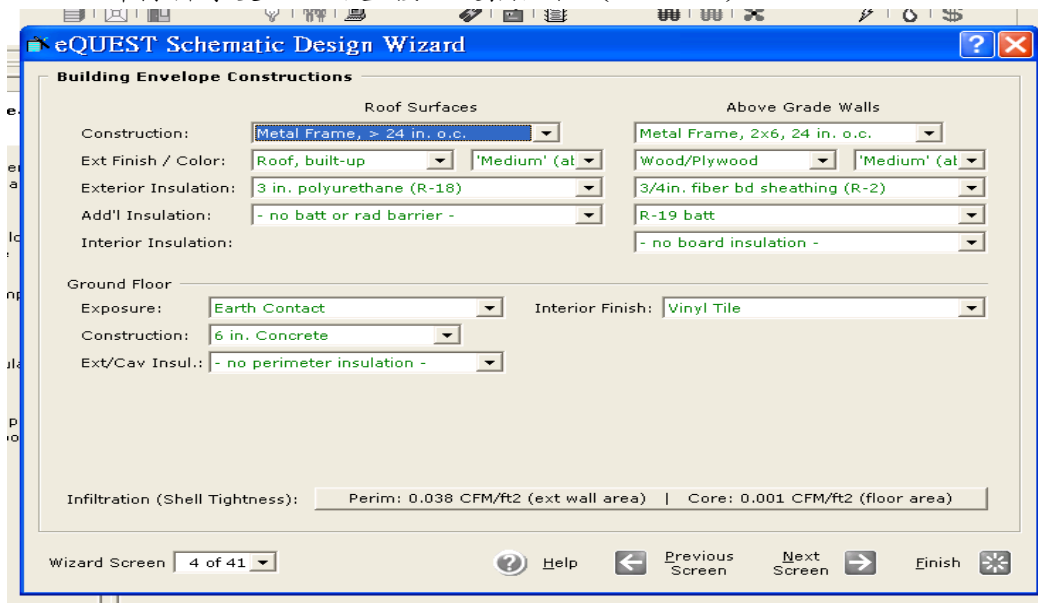 eQUEST Schematic Design Wizard
Building Envelope Constructions
Roof Surfaces Above Grade Walls
Construction: Metal Frame, > 24 in. o.c. Metal Frame, 2x6, 24 in. o.c.
Ext Finish / Color: Roof, built-up 'Medium' (at Wood/Plywood 'Medium' (at
Exterior Insulation: 3 in. polyurethane (R-18) 3/4in. fiber bd sheathing (R-2)
Add'l Insulation: - no batt or rad barrier - R-19 batt
Interior Insulation: - no board insulation -
Ground Floor
Exposure: Earth Contact Interior Finish: Vinyl Tile
Construction: 6 in. Concrete
Ext/Cav Insul.: - no perimeter insulation -
Infiltration (Shell Tightness): Perim: 0.038 CFM/ft2 (ext wall area) | Core: 0.001 CFM/ft2 (floor area)
Wizard Screen 4 of 41 Help Previous Screen Next Screen Finish